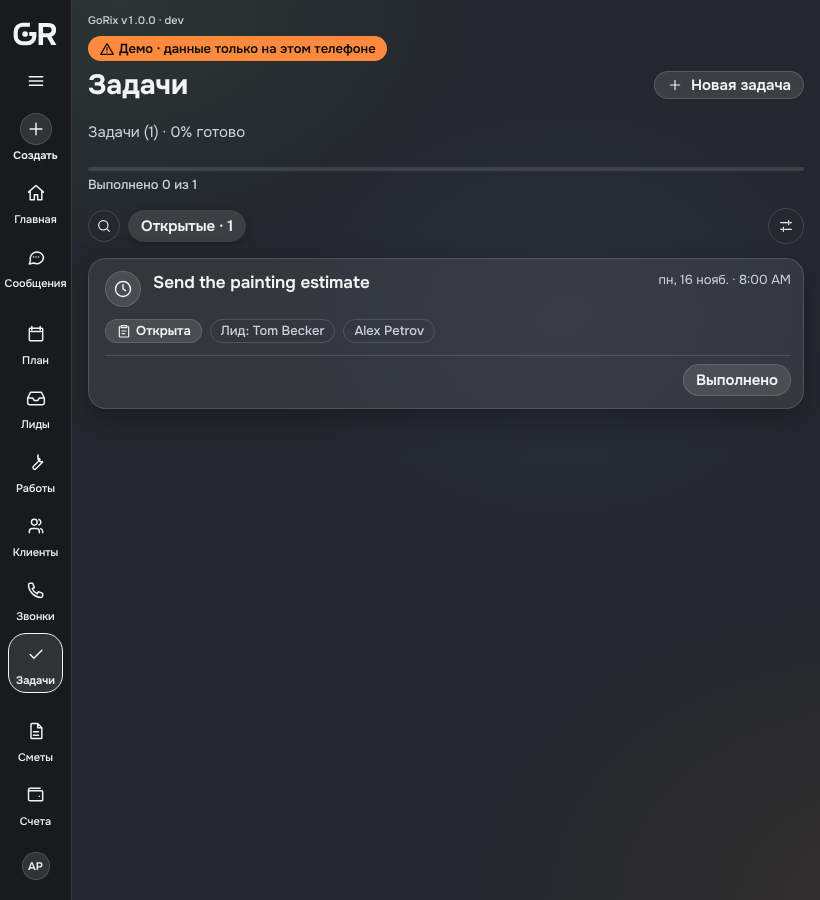 GR
GoRix v1.0.0 · dev
Демо · данные только на этом телефоне
Задачи
Новая задача
Задачи (1) · 0% готово
Выполнено 0 из 1
Открытые · 1
Send the painting estimate
пн, 16 нояб. · 8:00 AM
Открыта
Лид: Tom Becker
Alex Petrov
Выполнено
Создать
Главная
Сообщения
План
Лиды
Работы
Клиенты
Звонки
Задачи
Сметы
Счета
AP